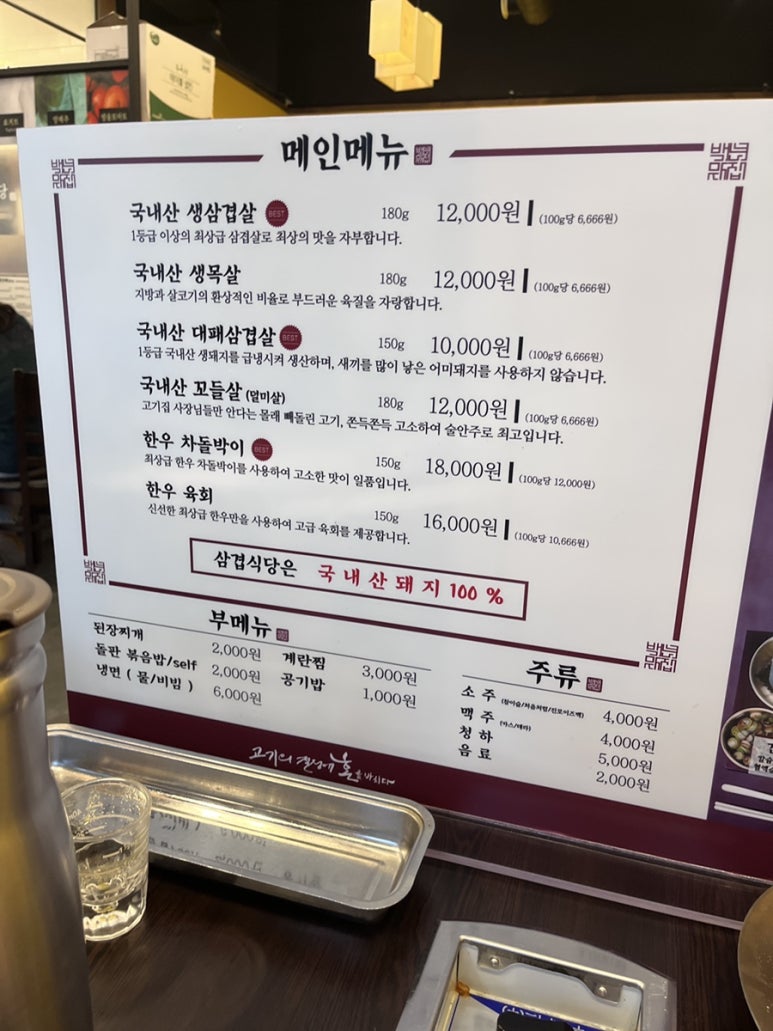 메인메뉴
국내산 생삼겹살 BEST 180g 12,000원 (100g당 6,666원)
1등급 이상의 최상급 삼겹살로 최상의 맛을 자부합니다.
국내산 생목살 180g 12,000원 (100g당 6,666원)
지방과 살코기의 환상적인 비율로 부드러운 육질을 자랑합니다.
국내산 대패삼겹살 BEST 150g 10,000원 (100g당 6,666원)
1등급 국내산 생돼지를 급냉시켜 생산하며, 새끼를 많이 낳은 어미돼지를 사용하지 않습니다.
국내산 꼬들살 (덜미살) 180g 12,000원 (100g당 6,666원)
고기집 사장님들만 안다는 몰래 빼돌린 고기, 쫀득쫀득 고소하여 술안주로 최고입니다.
한우 차돌박이 BEST 150g 18,000원 (100g당 12,000원)
최상급 한우 차돌박이를 사용하여 고소한 맛이 일품입니다.
한우 육회 150g 16,000원 (100g당 10,666원)
신선한 최상급 한우만을 사용하여 고급 육회를 제공합니다.
삼겹식당은 국내산돼지 100 %
부메뉴
된장찌개 2,000원
돌판 볶음밥/self 2,000원
냉면 ( 물/비빔 ) 6,000원
계란찜 3,000원
공기밥 1,000원
주류
소 주 (참이슬/처음처럼/진로이즈백) 4,000원
맥 주 (카스/테라) 4,000원
청 하 5,000원
음 료 2,000원